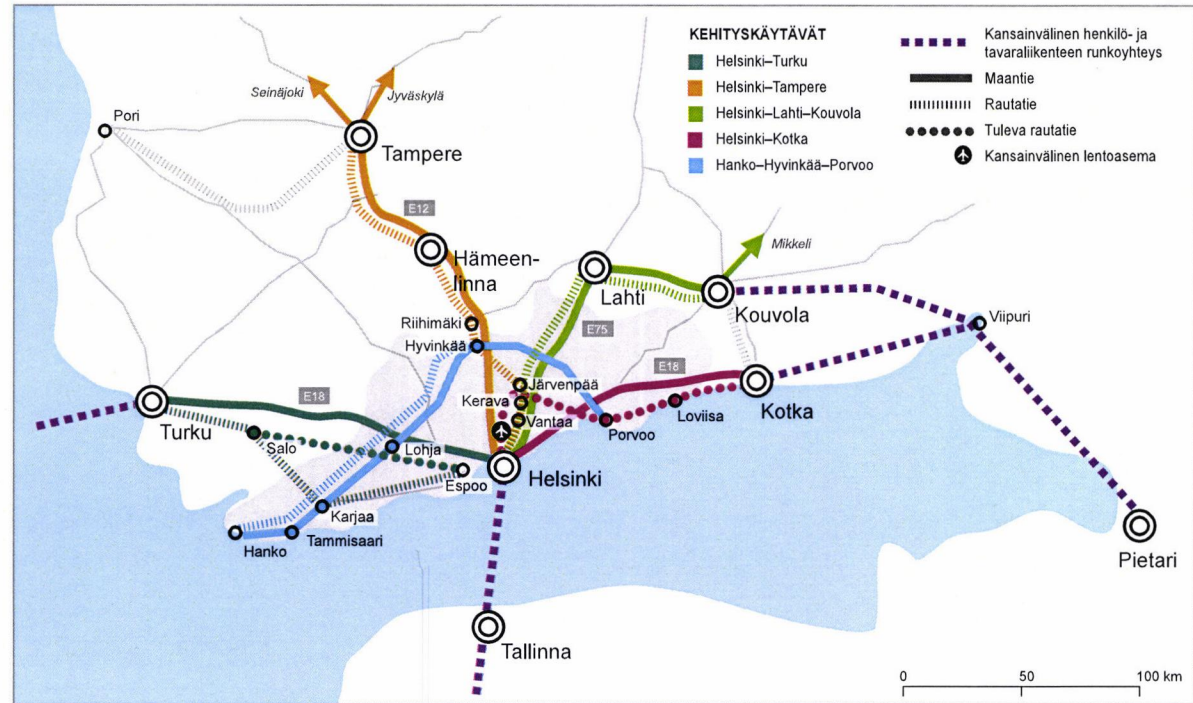 KEHITYSKÄYTÄVÄT
Helsinki–Turku
Helsinki–Tampere
Helsinki–Lahti–Kouvola
Helsinki–Kotka
Hanko–Hyvinkää–Porvoo
Kansainvälinen henkilö- ja
tavaraliikenteen runkoyhteys
Maantie
Rautatie
Tuleva rautatie
Kansainvälinen lentoasema
Seinäjoki
Jyväskylä
Pori
Tampere
E12
Hämeen-
linna
Mikkeli
Lahti
Kouvola
Riihimäki
Hyvinkää
E75
Viipuri
E18
Järvenpää
Kerava
Vantaa
Loviisa
Porvoo
Kotka
E18
Turku
Salo
Lohja
Espoo
Helsinki
Karjaa
Hanko
Tammisaari
Pietari
Tallinna
0 50 100 km